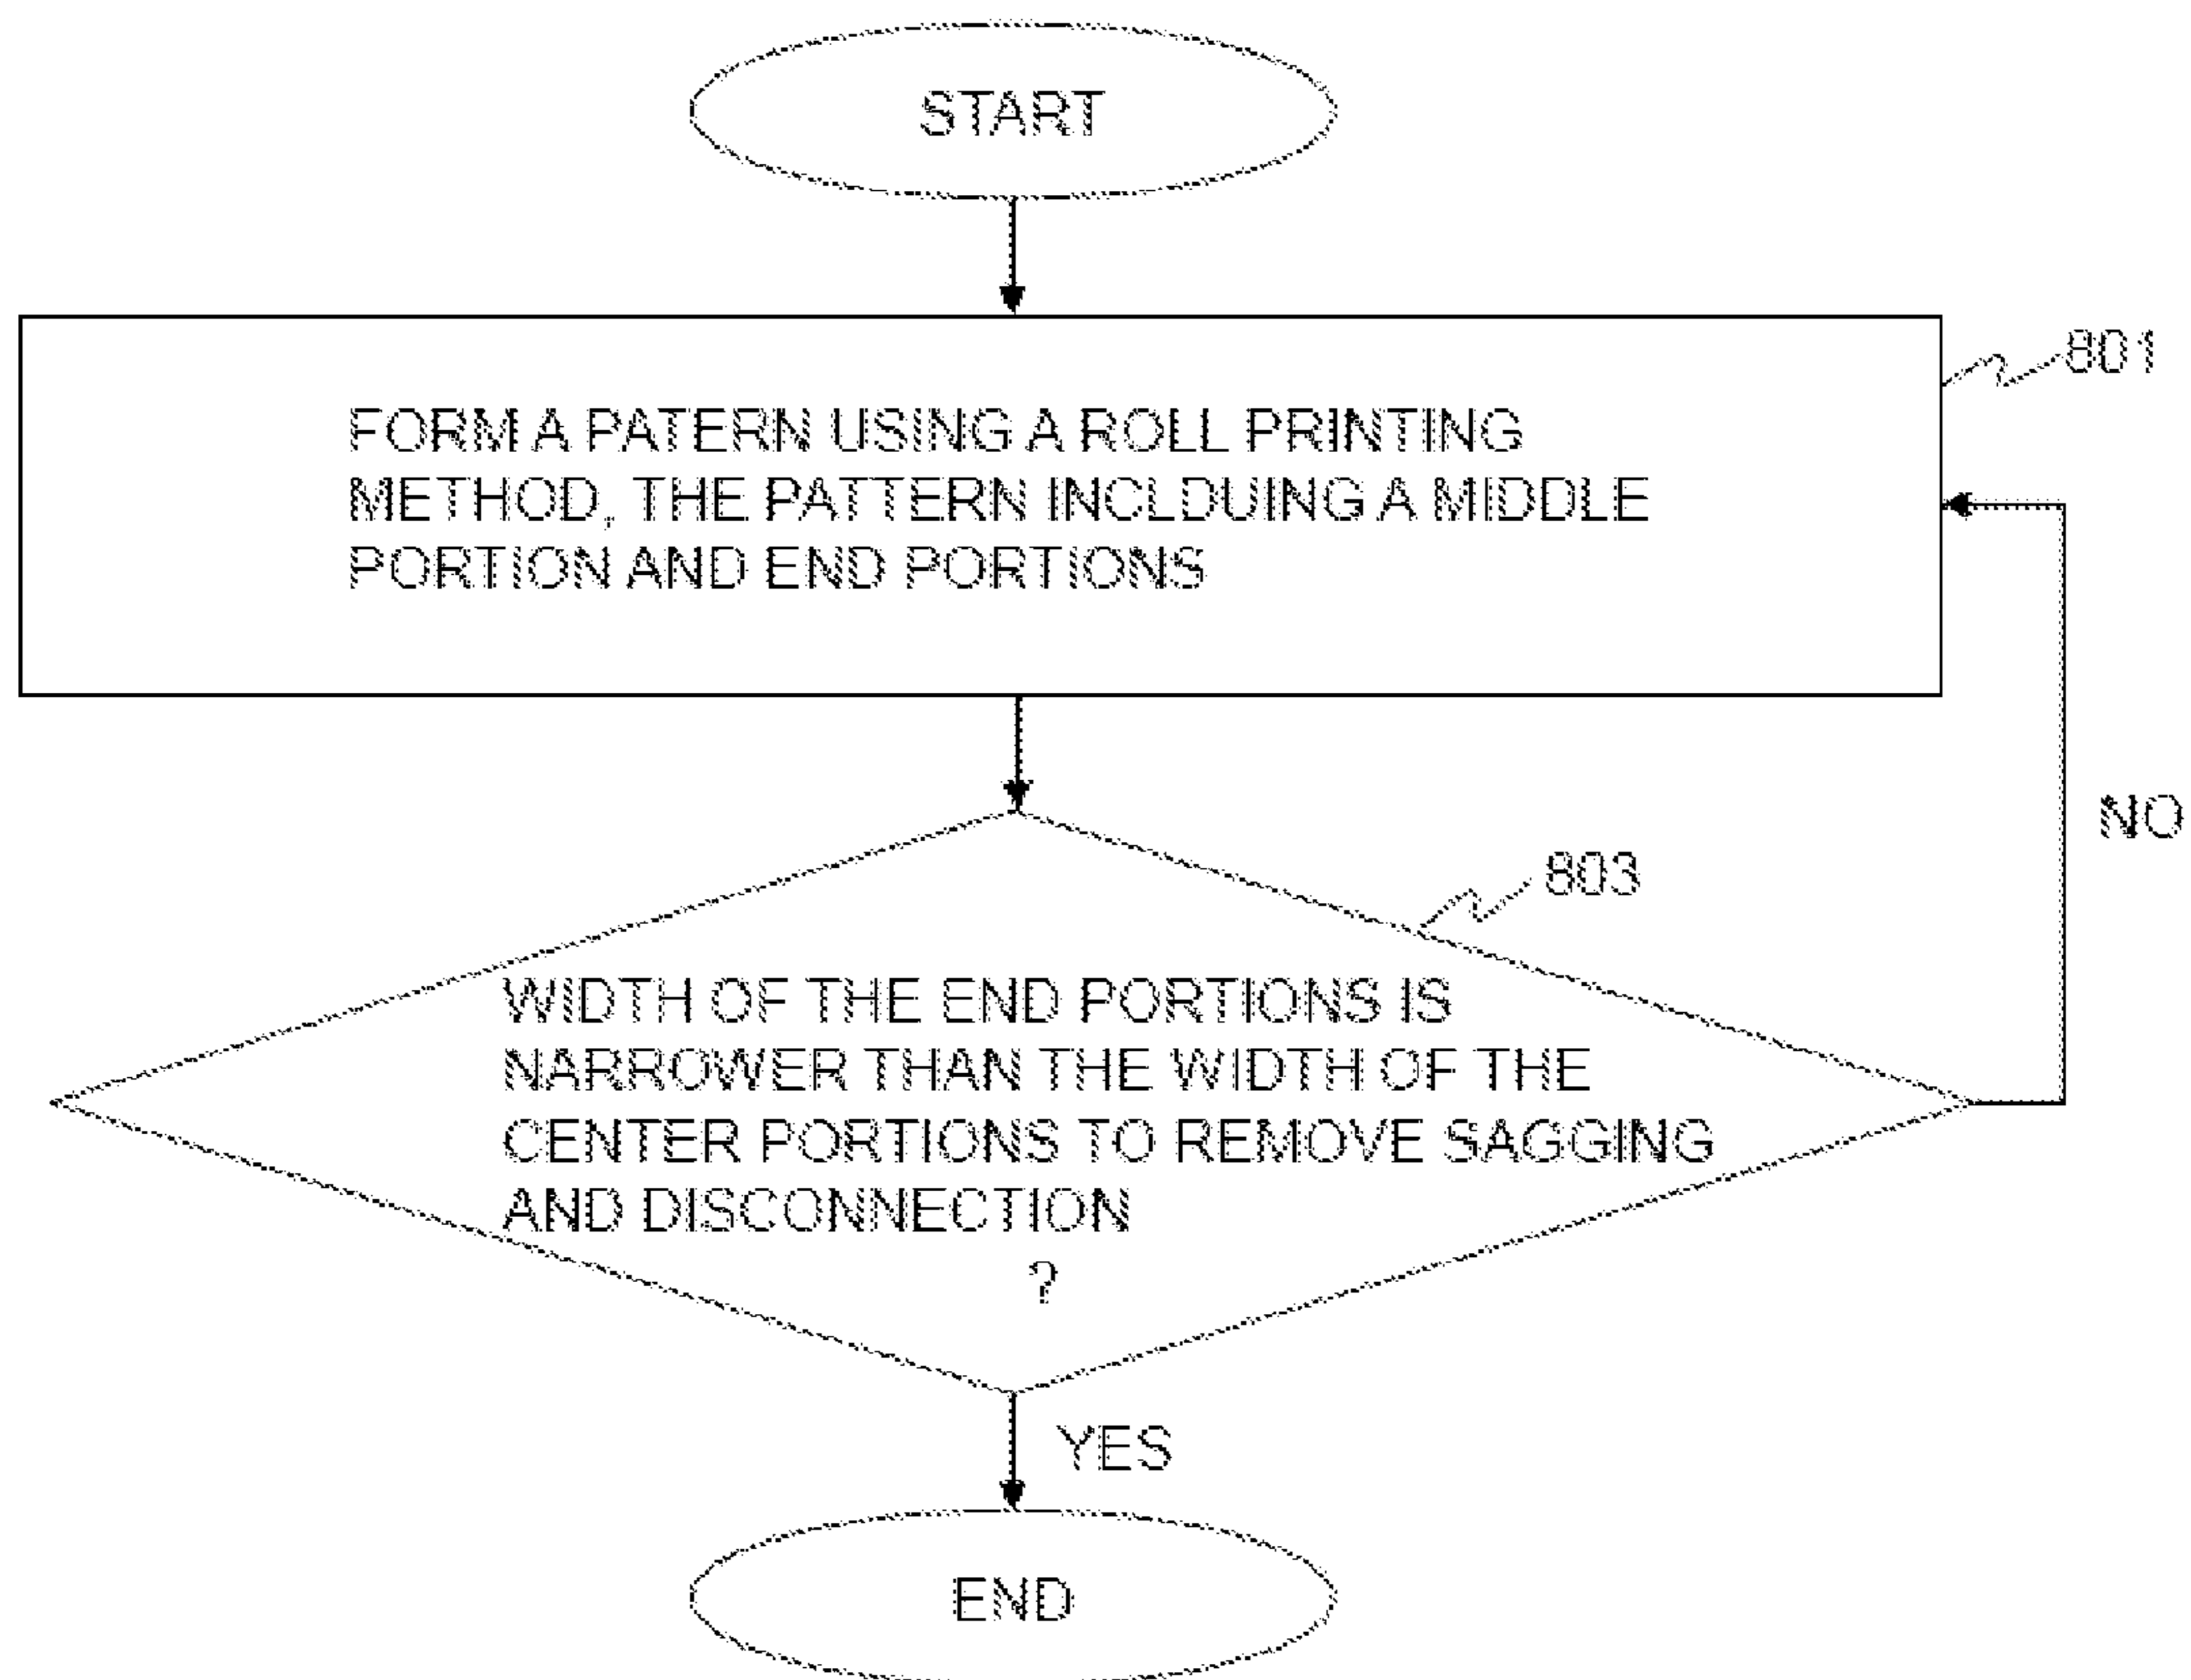 START
801
FORM A PATERN USING A ROLL PRINTING
METHOD, THE PATTERN INCLDUING A MIDDLE
PORTION AND END PORTIONS
NO
803
WIDTH OF THE END PORTIONS IS
NARROWER THAN THE WIDTH OF THE
CENTER PORTIONS TO REMOVE SAGGING
AND DISCONNECTION
?
YES
END